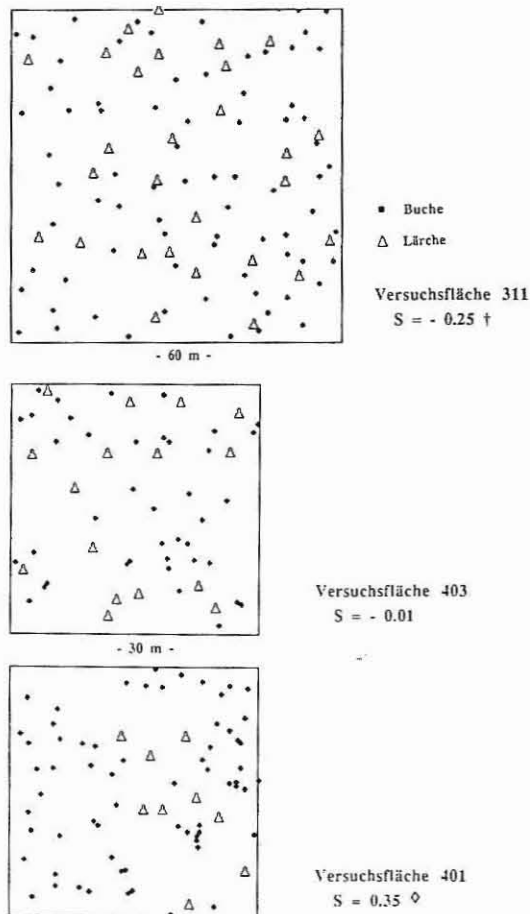 • Buche
△ Lärche
Versuchsfläche 311
S = - 0.25 †
- 60 m -
Versuchsfläche 403
S = - 0.01
- 30 m -
Versuchsfläche 401
S = 0.35 ◊